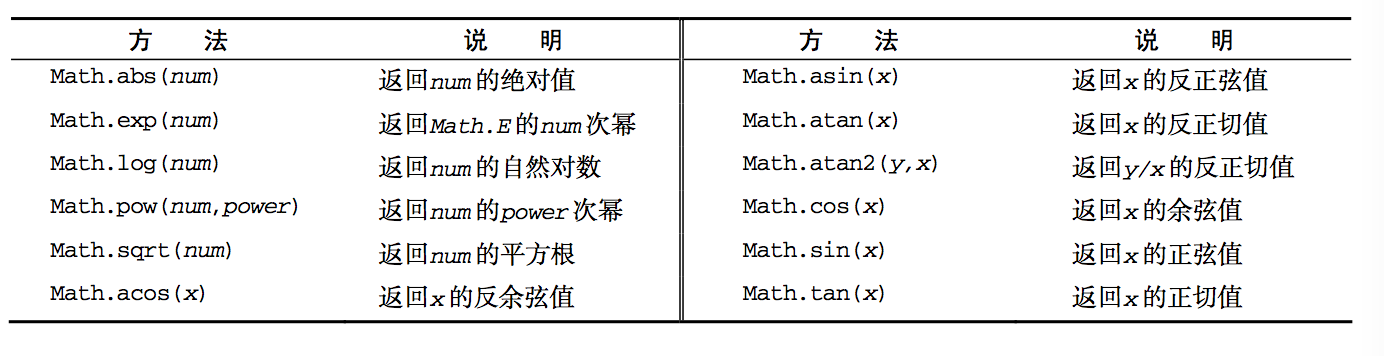 方 法 说 明 方 法 说 明
Math.abs(num) 返回num的绝对值 Math.asin(x) 返回x的反正弦值
Math.exp(num) 返回Math.E的num次幂 Math.atan(x) 返回x的反正切值
Math.log(num) 返回num的自然对数 Math.atan2(y,x) 返回y/x的反正切值
Math.pow(num,power) 返回num的power次幂 Math.cos(x) 返回x的余弦值
Math.sqrt(num) 返回num的平方根 Math.sin(x) 返回x的正弦值
Math.acos(x) 返回x的反余弦值 Math.tan(x) 返回x的正切值